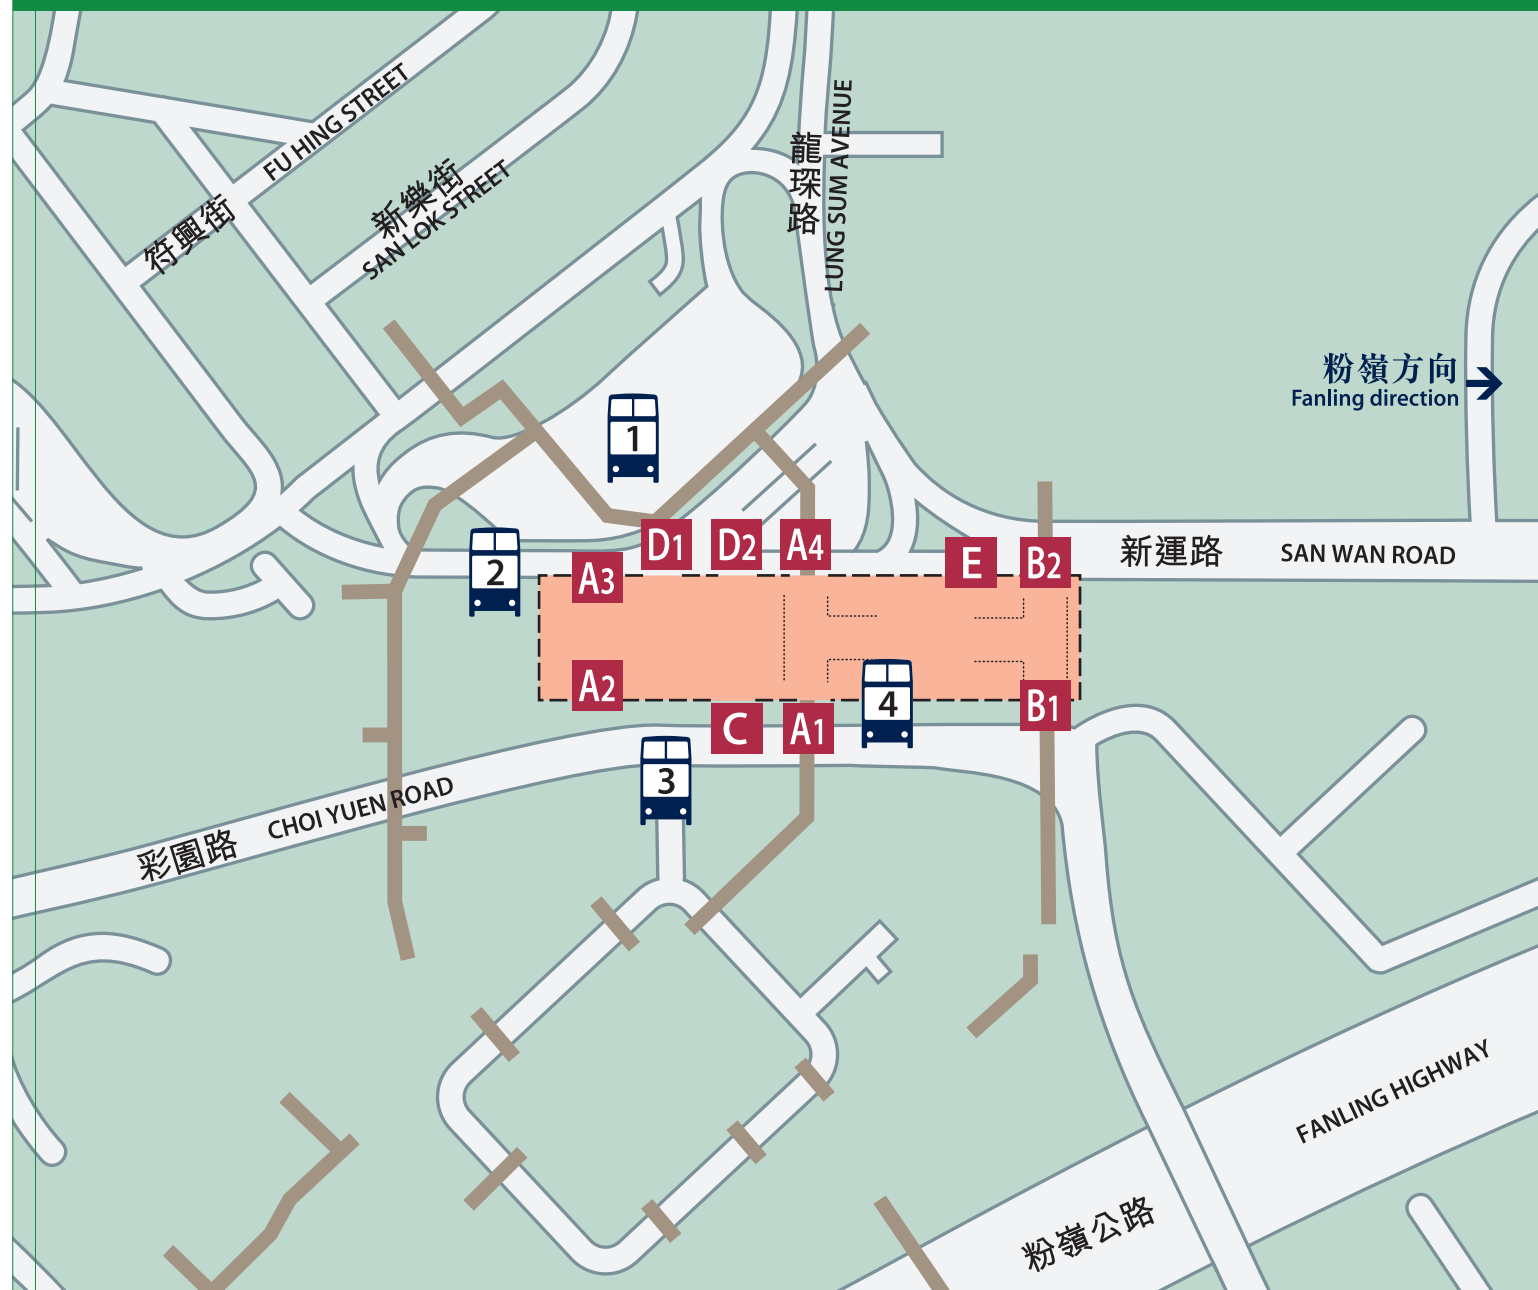 FU HING STREET
符興街
新樂街
SAN LOK STREET
龍琛路
LUNG SUM AVENUE
粉嶺方向
Fanling direction
1
2
D1
D2
A4
A3
E
B2
新運路
SAN WAN ROAD
A2
C
A1
4
B1
3
彩園路
CHOI YUEN ROAD
FANLING HIGHWAY
粉嶺公路